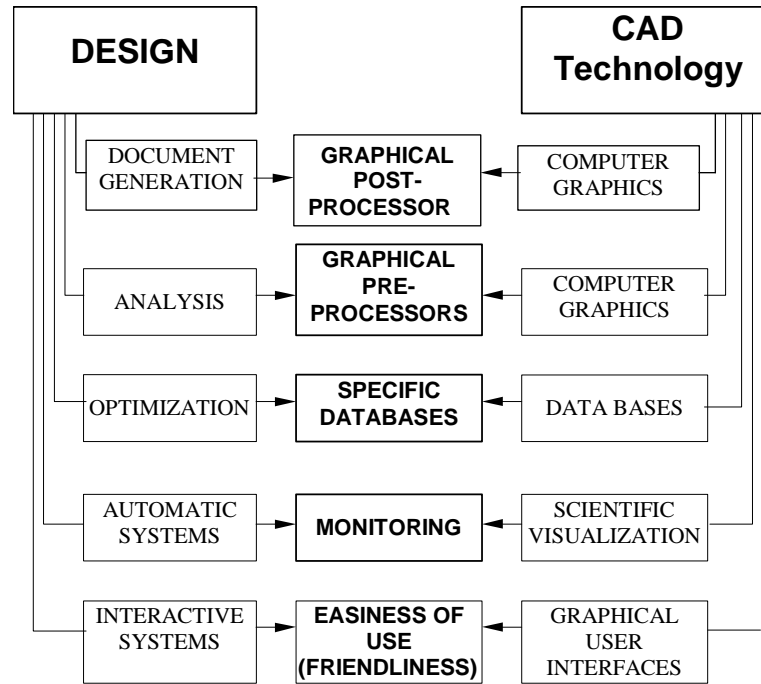 DESIGN
CAD
Technology
DOCUMENT
GENERATION
GRAPHICAL
POST-
PROCESSOR
COMPUTER
GRAPHICS
ANALYSIS
GRAPHICAL
PRE-
PROCESSORS
COMPUTER
GRAPHICS
OPTIMIZATION
SPECIFIC
DATABASES
DATA BASES
AUTOMATIC
SYSTEMS
MONITORING
SCIENTIFIC
VISUALIZATION
INTERACTIVE
SYSTEMS
EASINESS OF
USE
(FRIENDLINESS)
GRAPHICAL
USER
INTERFACES